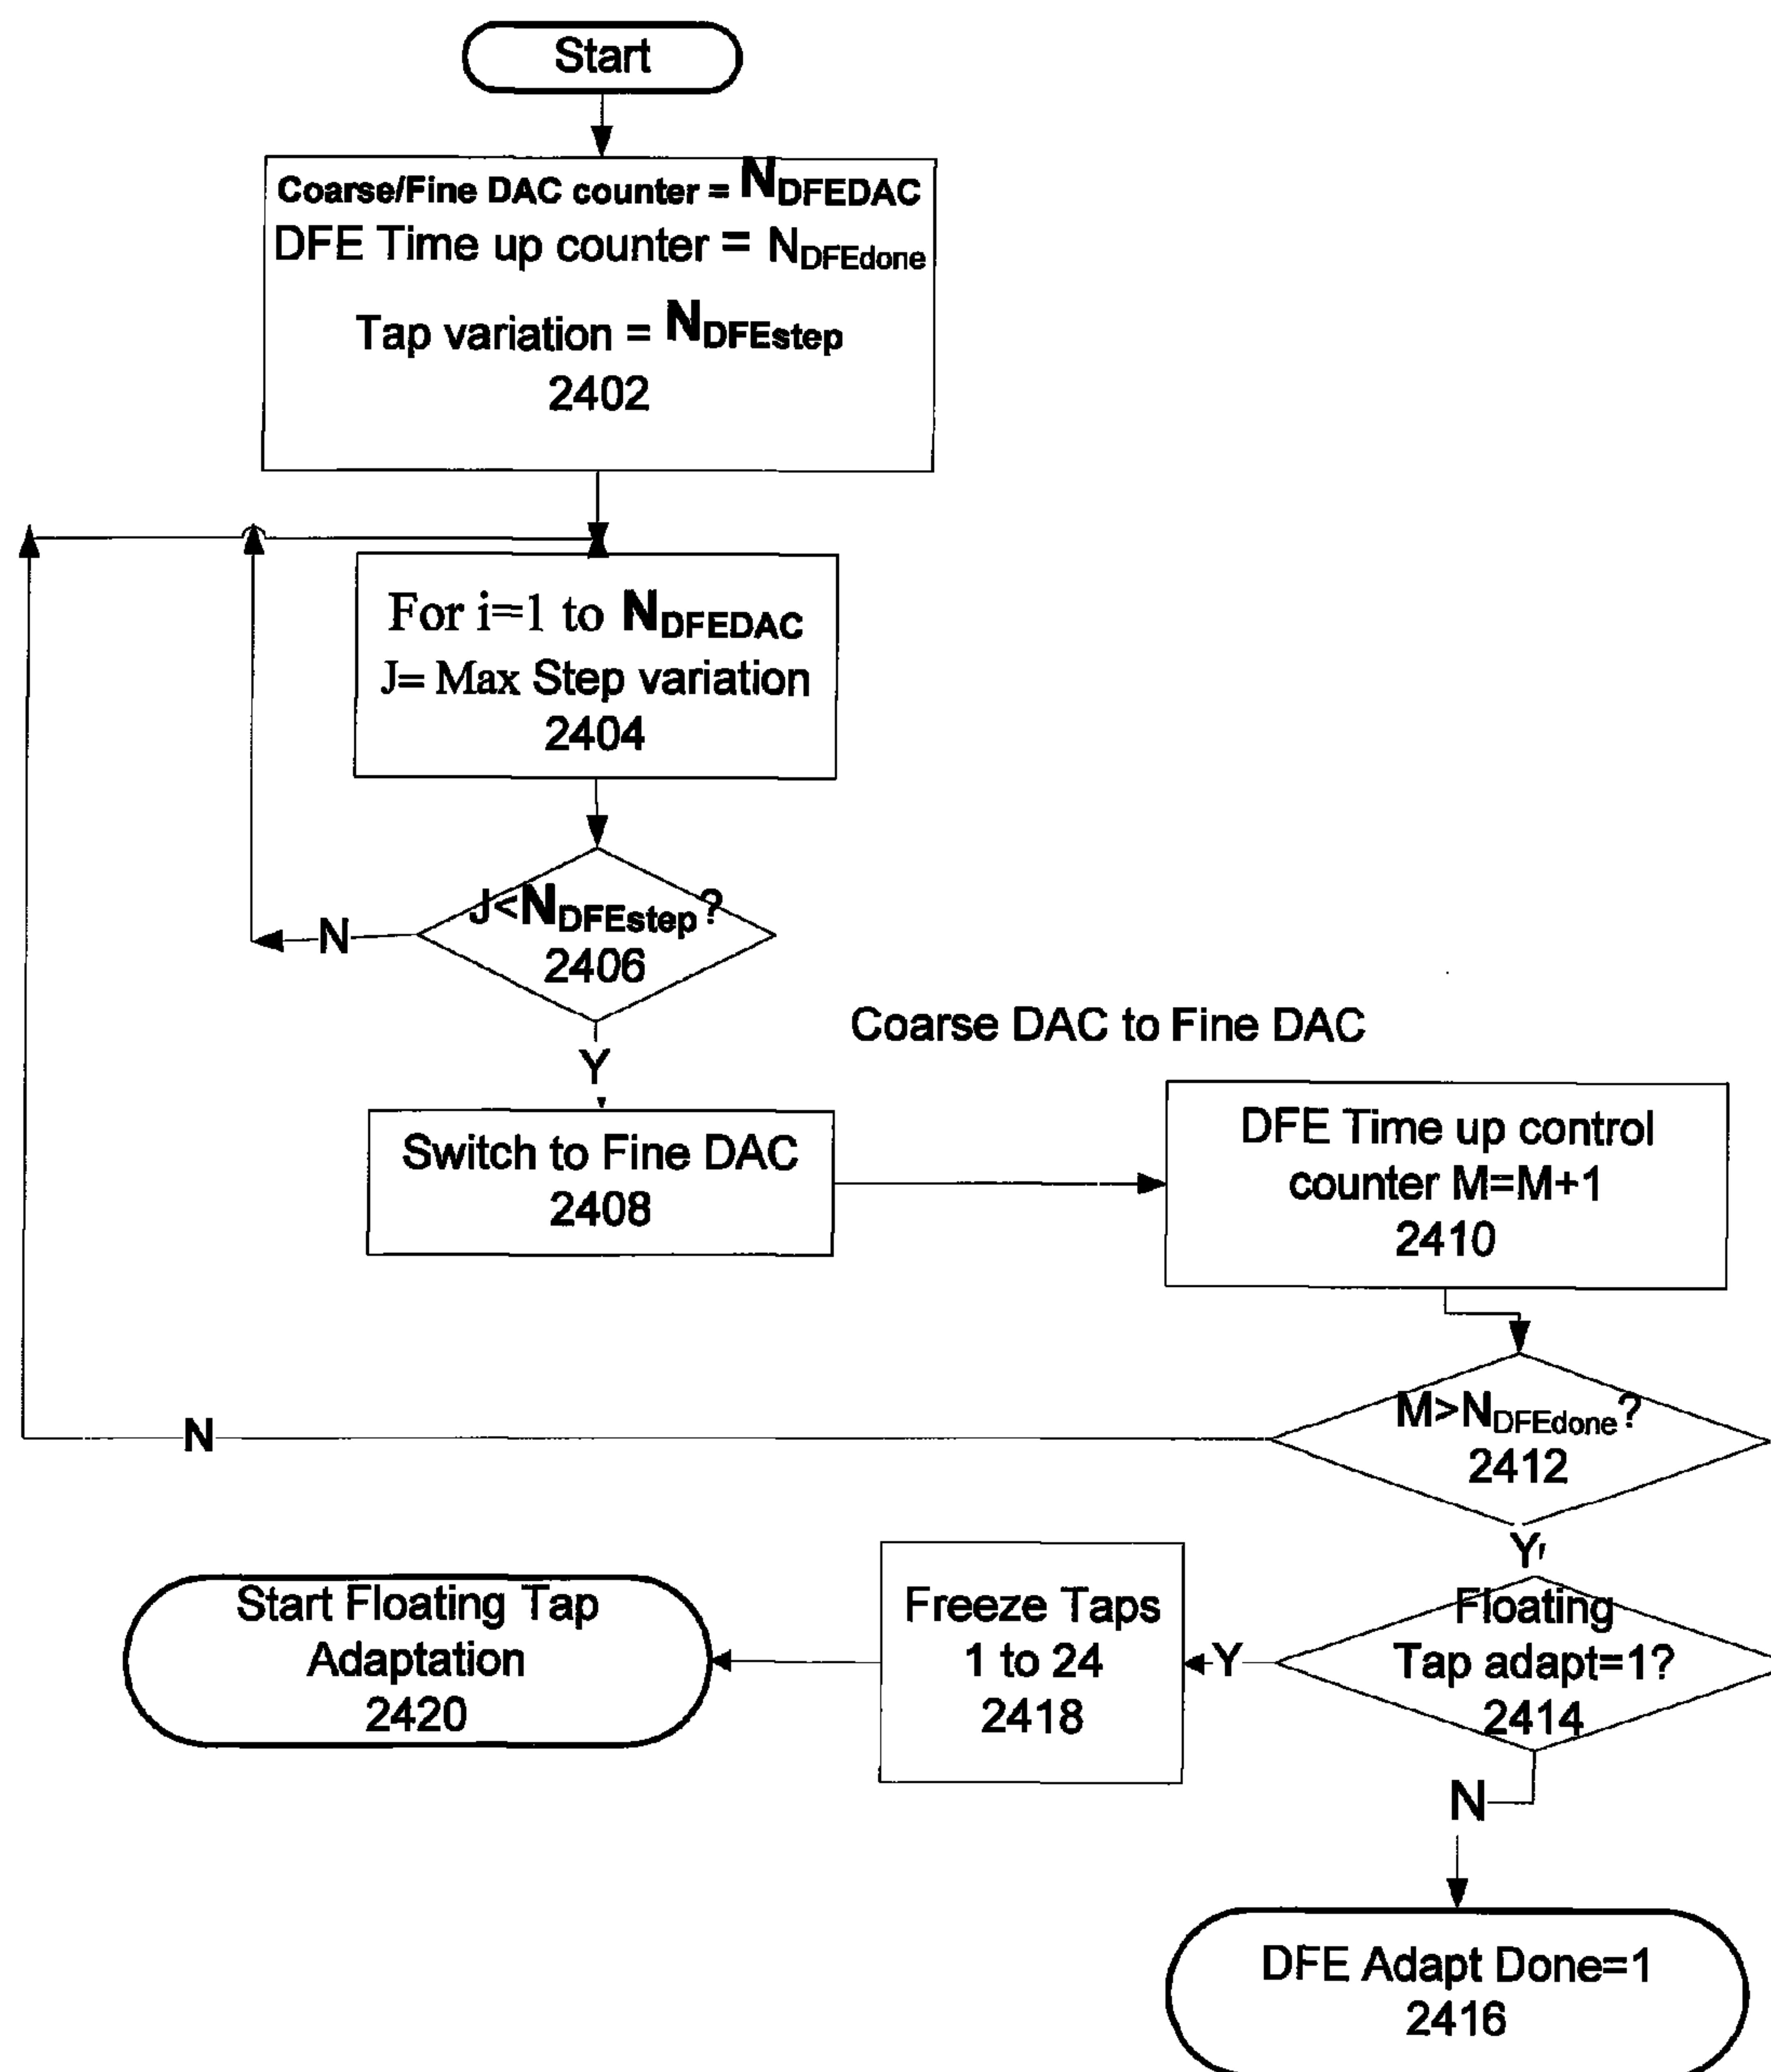 Start
Coarse/Fine DAC counter = NDFEDAC
DFE Time up counter = NDFEdone
Tap variation = NDFEstep
2402
For i=1 to NDFEDAC
J= Max Step variation
2404
J<NDFEstep?
2406
N
Y
Coarse DAC to Fine DAC
Switch to Fine DAC
2408
DFE Time up control
counter M=M+1
2410
M>NDFEdone?
2412
N
Y
Floating
Tap adapt=1?
2414
Y
Freeze Taps
1 to 24
2418
Start Floating Tap
Adaptation
2420
N
DFE Adapt Done=1
2416